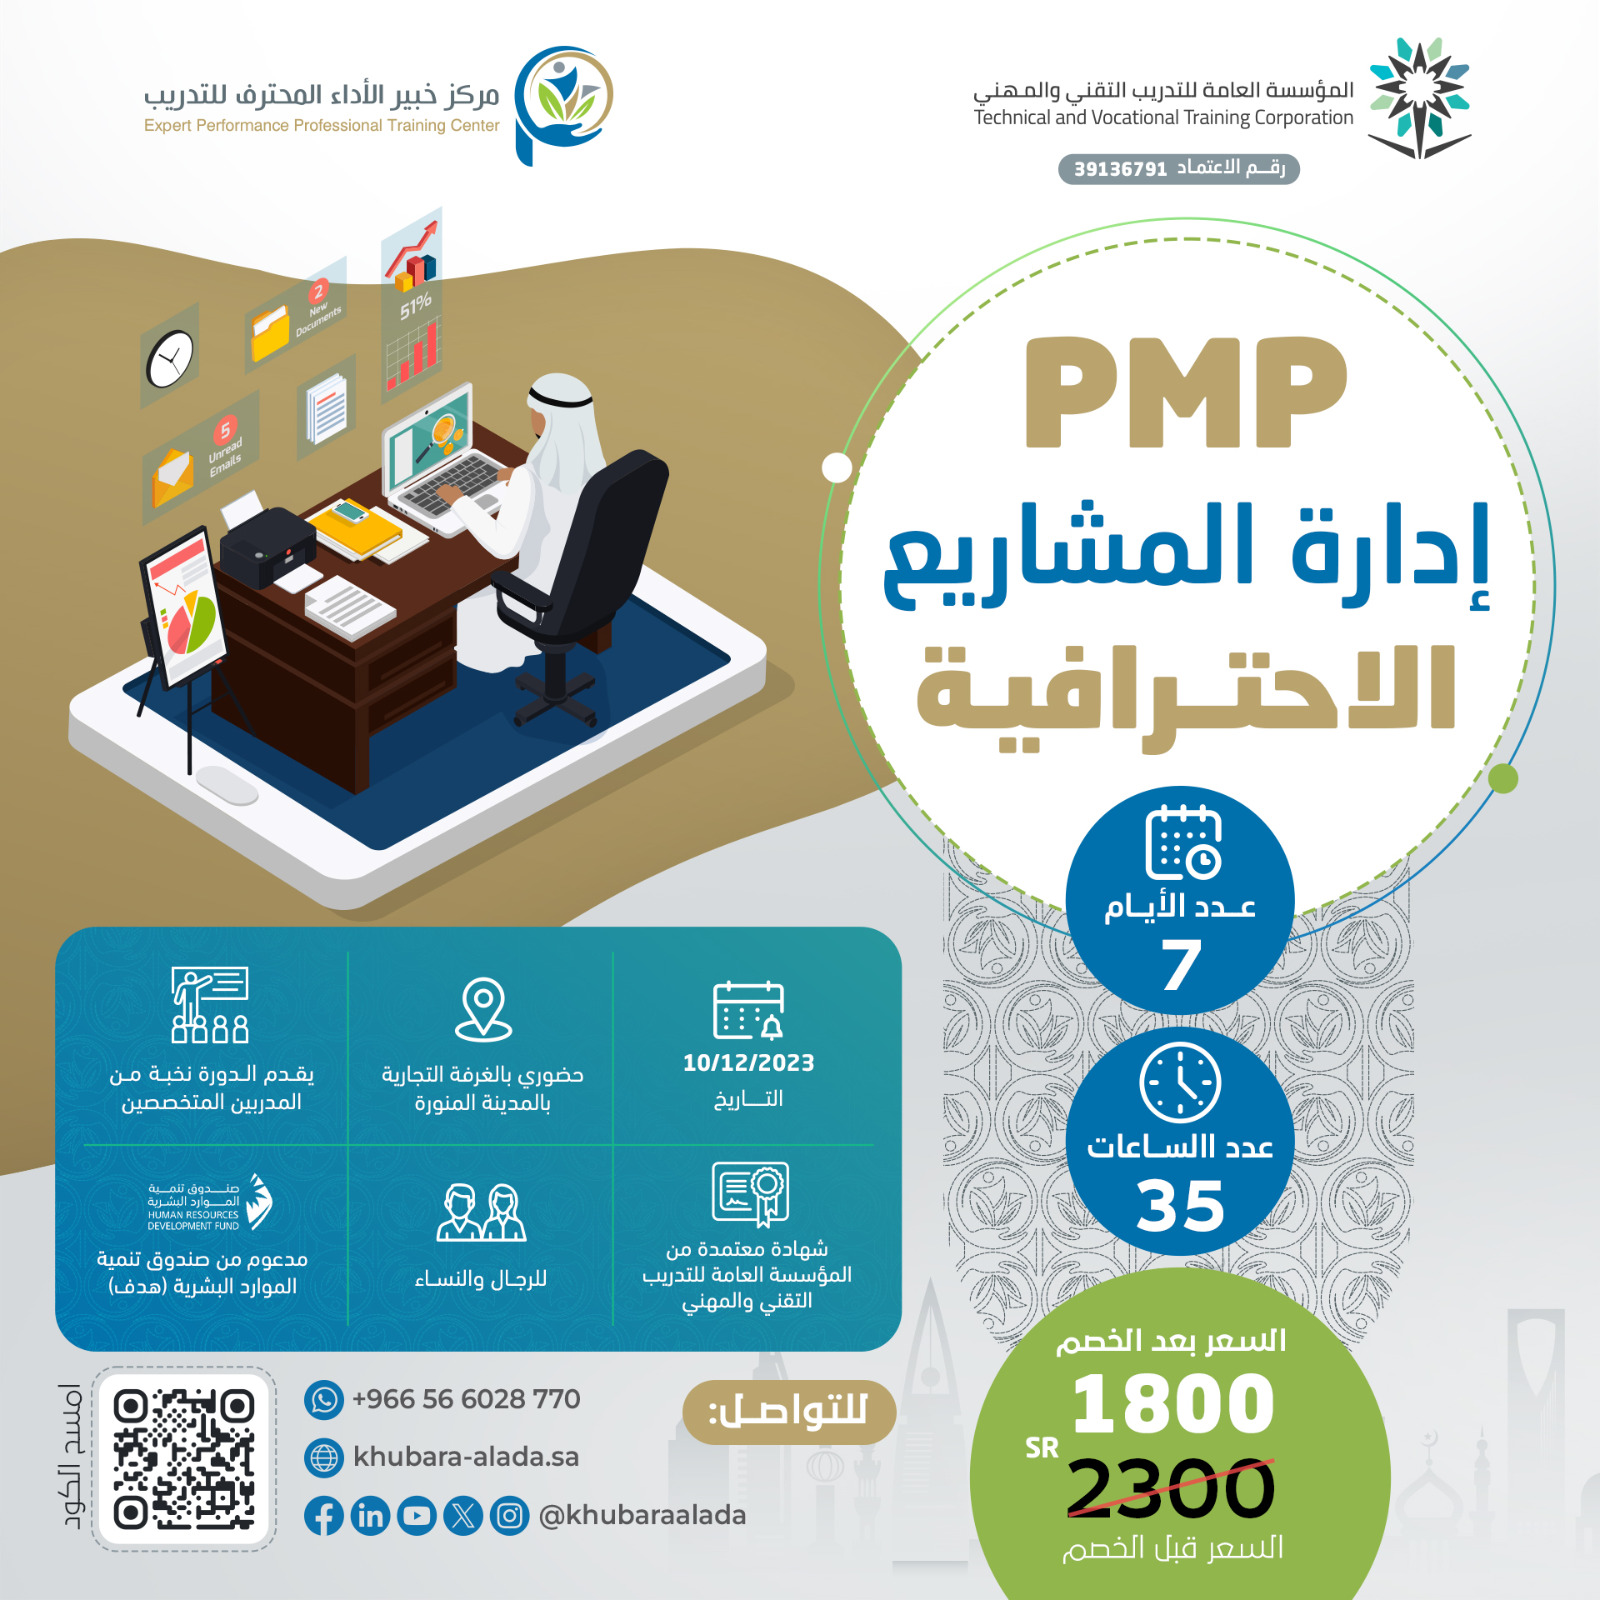 المؤسسة العامة للتدريب التقني والمهني
Technical and Vocational Training Corporation
رقم الاعتماد 39136791
مركز خبير الأداء المحترف للتدريب
Expert Performance Professional Training Center
51%
2
New
Documents
5
Unread
Emails
PMP
إدارة المشاريع
الاحترافية
عدد الأيام
7
عدد االساعات
35
10/12/2023
التاريخ
حضوري بالغرفة التجارية
بالمدينة المنورة
يقدم الدورة نخبة من
المدربين المتخصصين
شهادة معتمدة من
المؤسسة العامة للتدريب
التقني والمهني
للرجال والنساء
صندوق تنمية
الموارد البشرية
HUMAN RESOURCES
DEVELOPMENT FUND
مدعوم من صندوق تنمية
الموارد البشرية (هدف)
السعر بعد الخصم
1800
SR
2300
السعر قبل الخصم
للتواصل:
+966 56 6028 770
khubara-alada.sa
@khubaraalada
امسح الكود